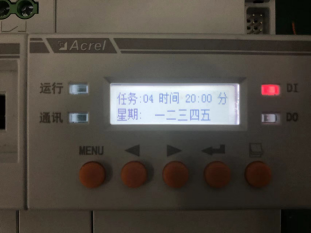 Acrel
运行
通讯
任务:04 时间 20:00 分
星期: 一二三四五
DI
DO
MENU